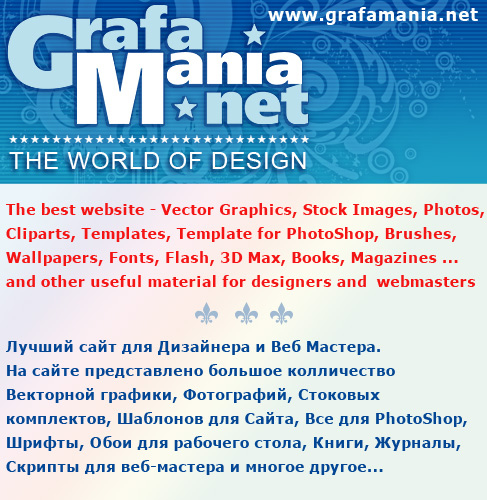 www.grafamania.net
Grafa
Mania
.net
THE WORLD OF DESIGN
The best website - Vector Graphics, Stock Images, Photos,
Cliparts, Templates, Template for PhotoShop, Brushes,
Wallpapers, Fonts, Flash, 3D Max, Books, Magazines ...
and other useful material for designers and  webmasters
Лучший сайт для Дизайнера и Веб Мастера.
На сайте представлено большое колличество
Векторной графики, Фотографий, Стоковых
комплектов, Шаблонов для Сайта, Все для PhotoShop,
Шрифты, Обои для рабочего стола, Книги, Журналы,
Скрипты для веб-мастера и многое другое...